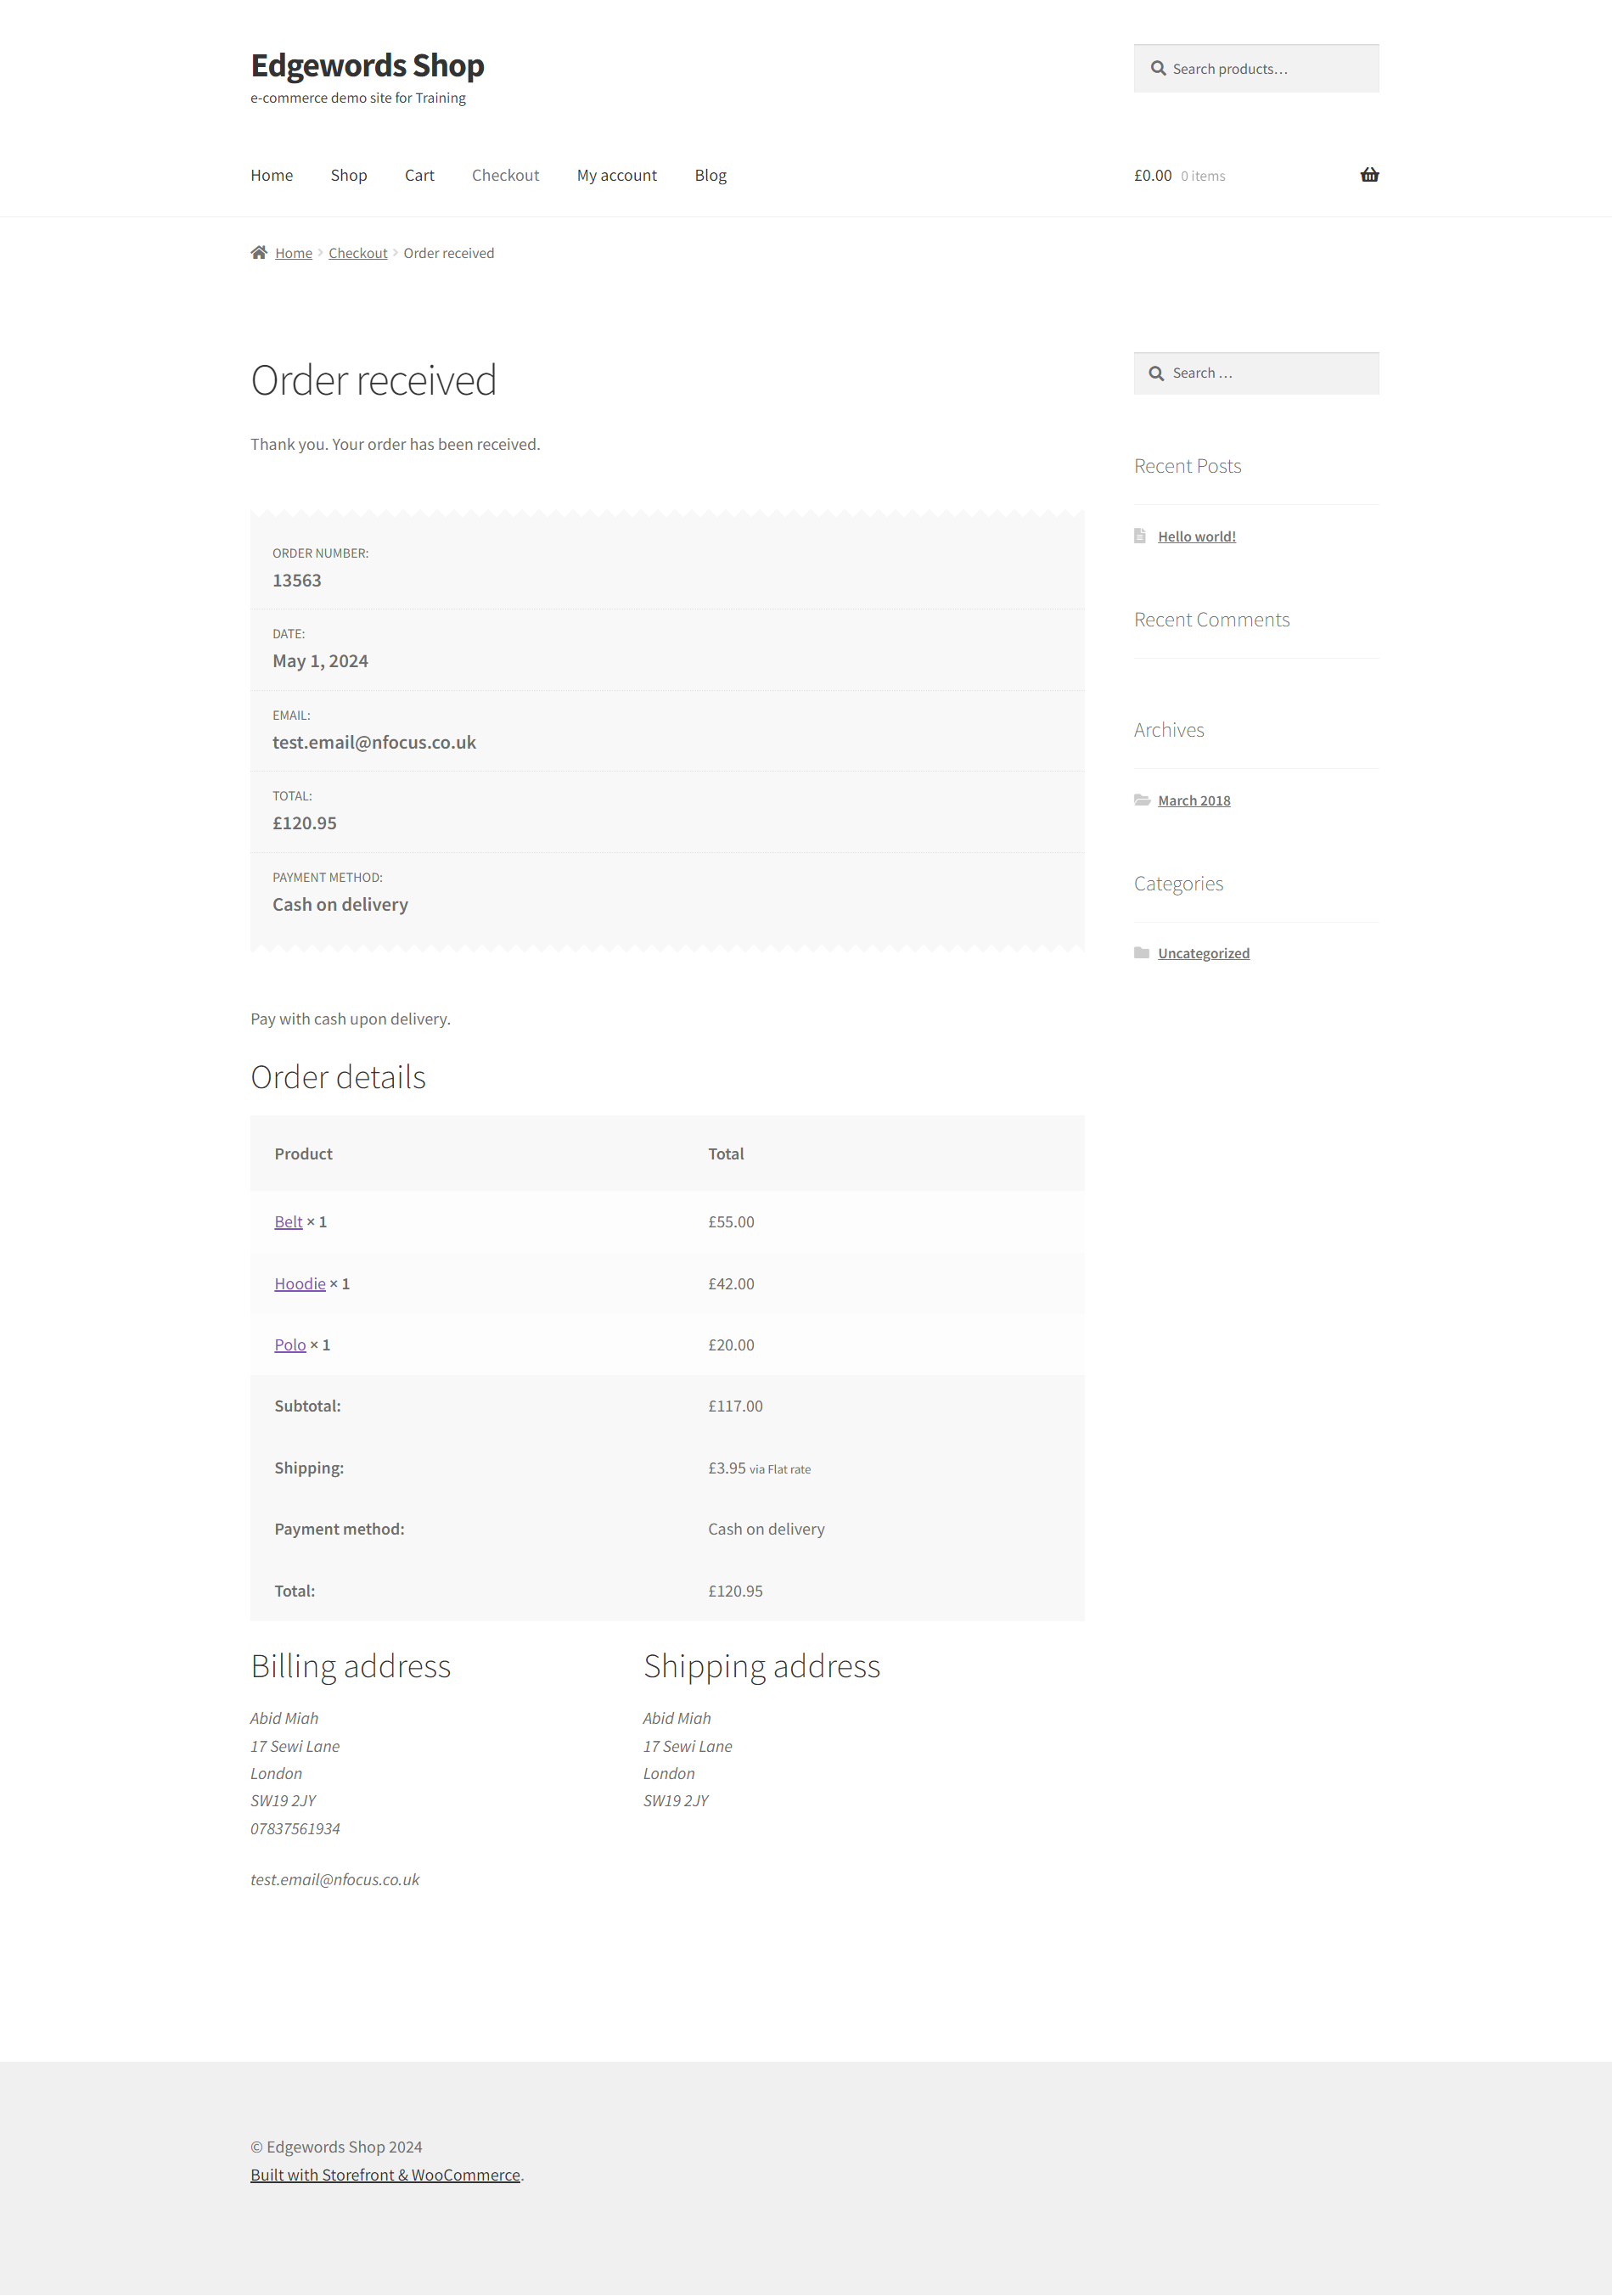 Edgewords Shop
e-commerce demo site for Training
Search products…
Home Shop Cart Checkout My account Blog
£0.00 0 items
Home Checkout Order received
Order received
Thank you. Your order has been received.
ORDER NUMBER:
13563
DATE:
May 1, 2024
EMAIL:
test.email@nfocus.co.uk
TOTAL:
£120.95
PAYMENT METHOD:
Cash on delivery
Pay with cash upon delivery.
Order details
Product Total
Belt × 1 £55.00
Hoodie × 1 £42.00
Polo × 1 £20.00
Subtotal: £117.00
Shipping: £3.95 via Flat rate
Payment method: Cash on delivery
Total: £120.95
Billing address
Abid Miah
17 Sewi Lane
London
SW19 2JY
07837561934
test.email@nfocus.co.uk
Shipping address
Abid Miah
17 Sewi Lane
London
SW19 2JY
Search …
Recent Posts
Hello world!
Recent Comments
Archives
March 2018
Categories
Uncategorized
© Edgewords Shop 2024
Built with Storefront & WooCommerce.